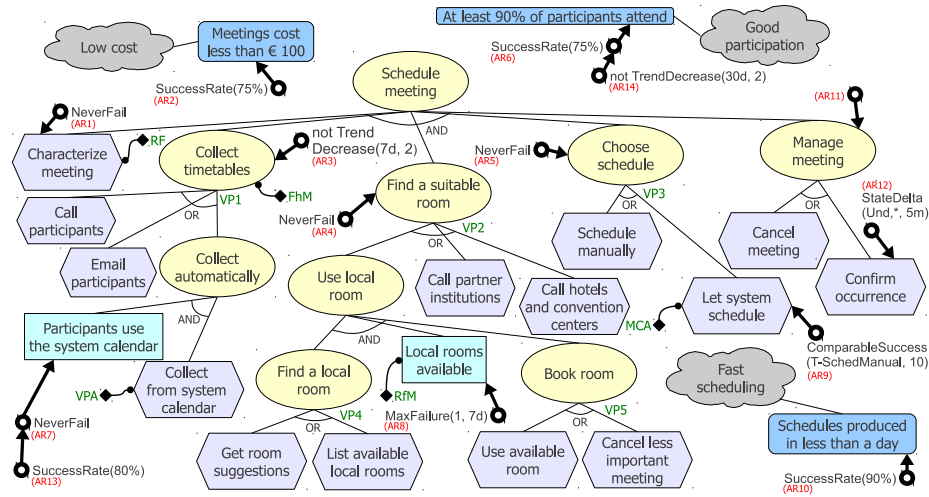 Low cost
Meetings cost
less than € 100
SuccessRate(75%)
(AR2)
At least 90% of participants attend
SuccessRate(75%)
(AR6)
not TrendDecrease(30d, 2)
(AR14)
Good
participation
Schedule
meeting
AND
NeverFail
(AR1)
Characterize
meeting
RF
Collect
timetables
not Trend
Decrease(7d, 2)
(AR3)
FhM
VP1
OR
Find a suitable
room
NeverFail
(AR4)
VP2
OR
NeverFail
(AR5)
Choose
schedule
VP3
OR
(AR11)
Manage
meeting
OR
(AR12)
StateDelta
(Und,*, 5m)
Call
participants
Email
participants
Collect
automatically
AND
Use local
room
AND
Call partner
institutions
Call hotels
and convention
centers
Schedule
manually
Cancel
meeting
Confirm
occurrence
Let system
schedule
MCA
ComparableSuccess
(T-SchedManual, 10)
(AR9)
Participants use
the system calendar
VPA
Collect
from system
calendar
NeverFail
(AR7)
SuccessRate(80%)
(AR13)
Find a local
room
VP4
OR
Local rooms
available
RfM
MaxFailure(1, 7d)
(AR8)
Book room
VP5
OR
Get room
suggestions
List available
local rooms
Use available
room
Cancel less
important
meeting
Fast
scheduling
Schedules produced
in less than a day
SuccessRate(90%)
(AR10)